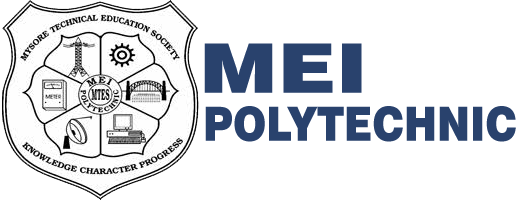 MYSORE TECHNICAL EDUCATION SOCIETY
MEI
MTES
POLYTECHNIC
METER
KNOWLEDGE CHARACTER PROGRESS
MEI
POLYTECHNIC